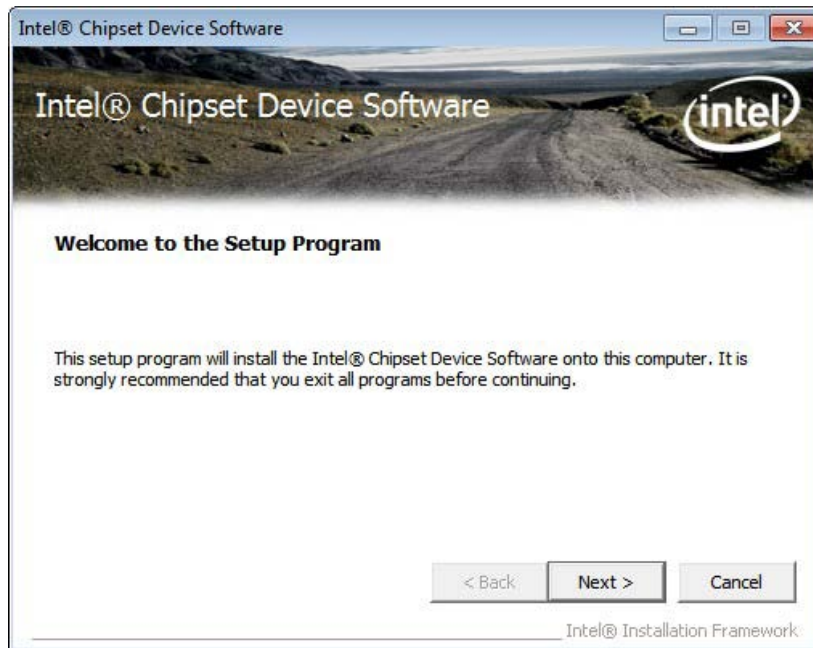 Intel® Chipset Device Software
Intel® Chipset Device Software
intel
Welcome to the Setup Program
This setup program will install the Intel® Chipset Device Software onto this computer. It is
strongly recommended that you exit all programs before continuing.
< Back
Next >
Cancel
Intel® Installation Framework